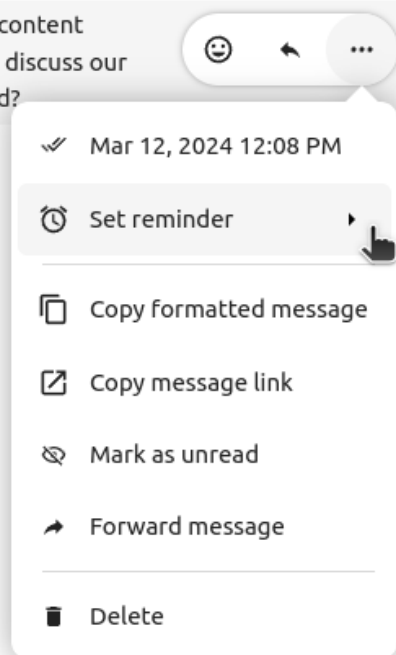 content
discuss our
d?
Mar 12, 2024 12:08 PM
Set reminder
Copy formatted message
Copy message link
Mark as unread
Forward message
Delete